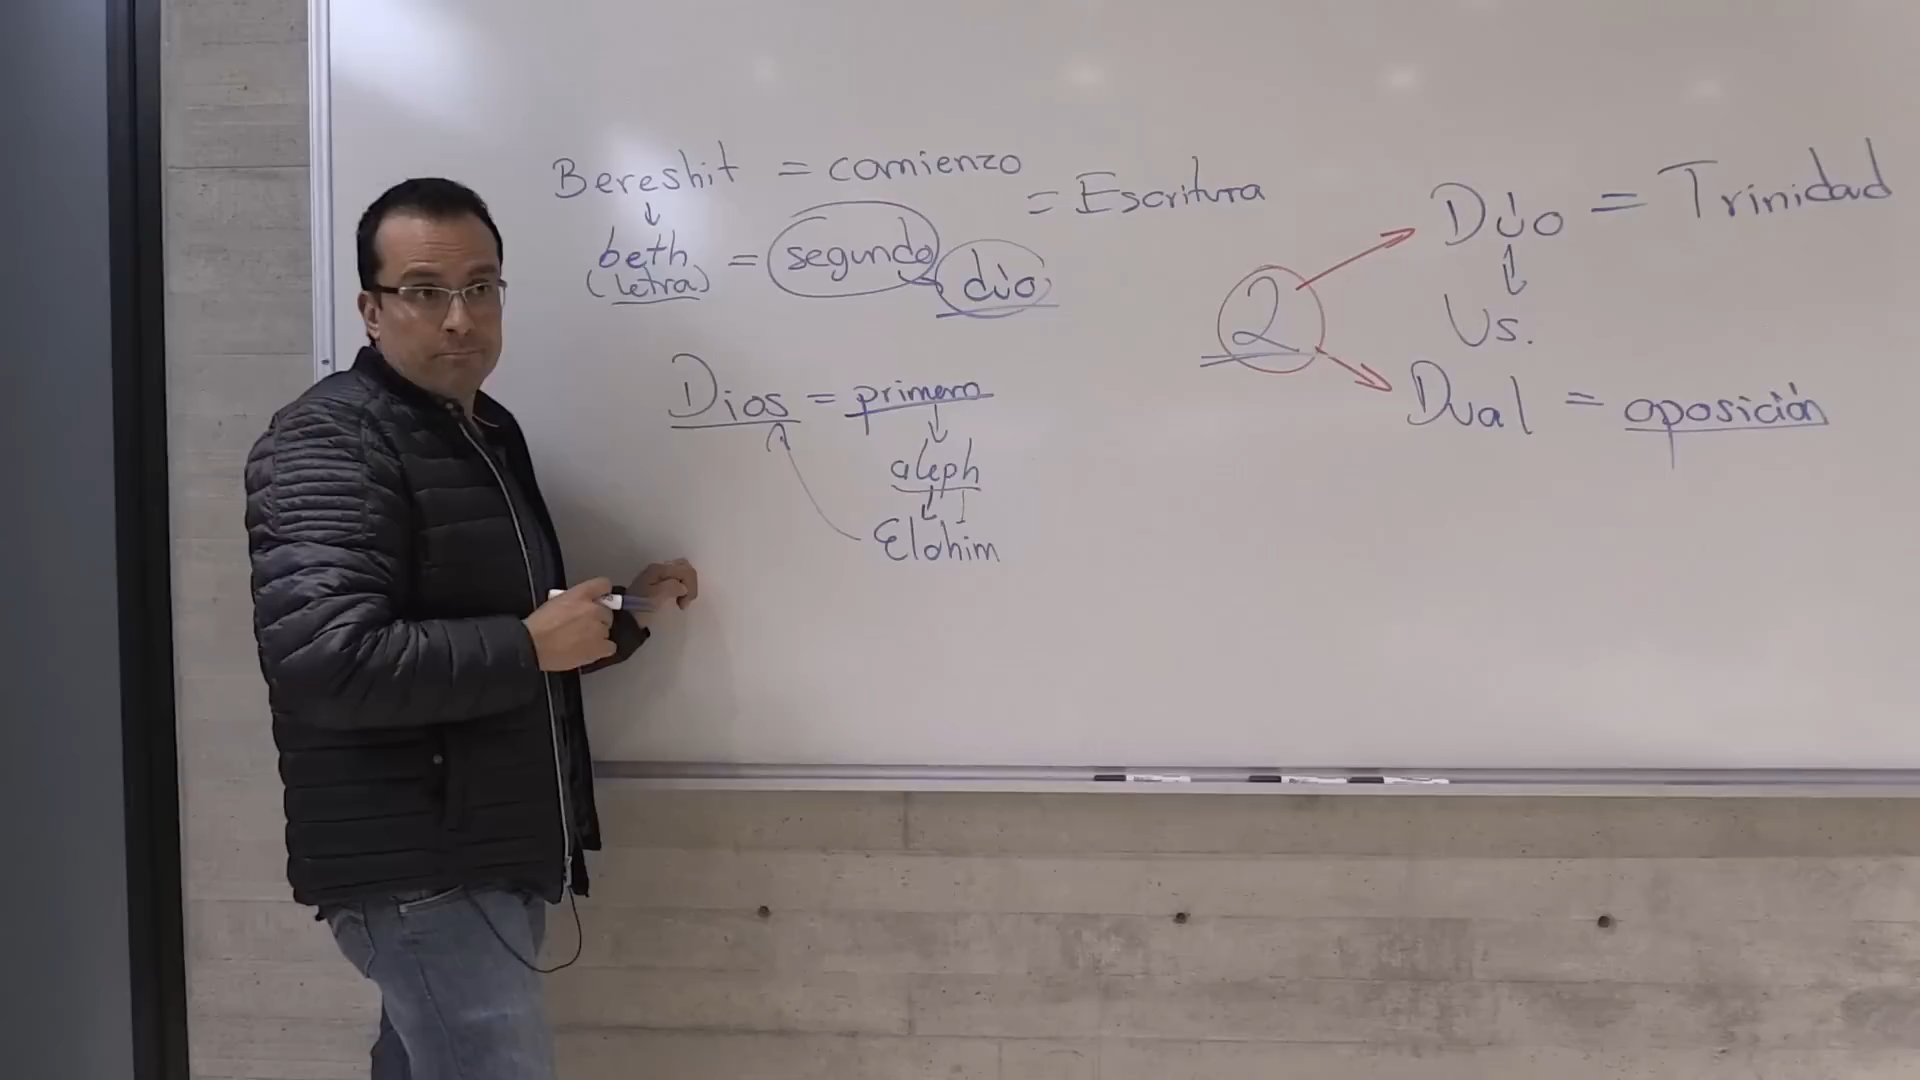 Bereshit = comienzo
= Escritura
beth = segundo
(letra)
dúo
Dios = primero
aleph
Elohim
2
Dúo = Trinidad
Vs.
Dual = oposición